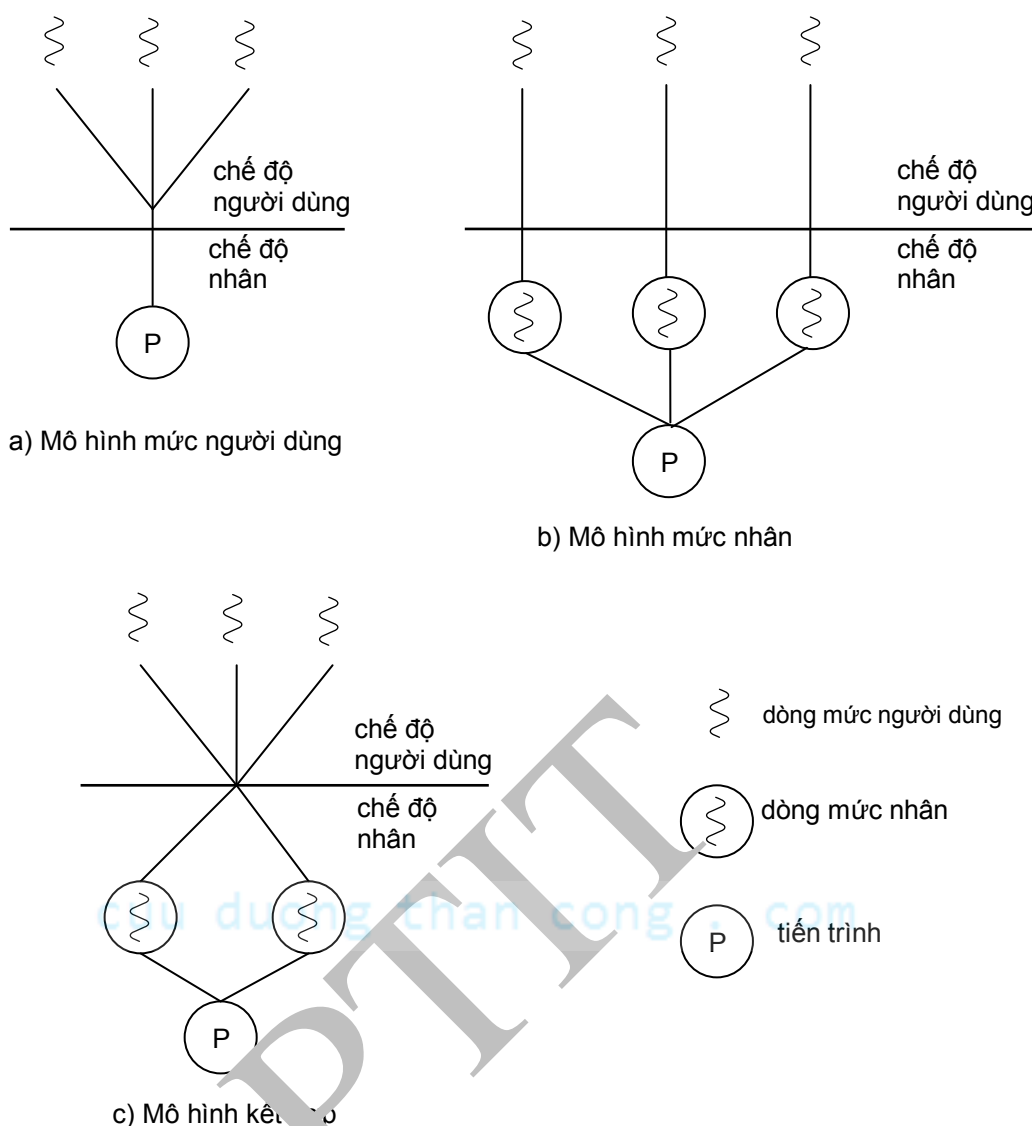 chế độ
người dùng
chế độ
nhân
P
a) Mô hình mức người dùng
chế độ
người dùng
chế độ
nhân
P
b) Mô hình mức nhân
chế độ
người dùng
chế độ
nhân
P
c) Mô hình kết
dòng mức người dùng
dòng mức nhân
P
tiến trình
cuu duong than cong . com
PTIT